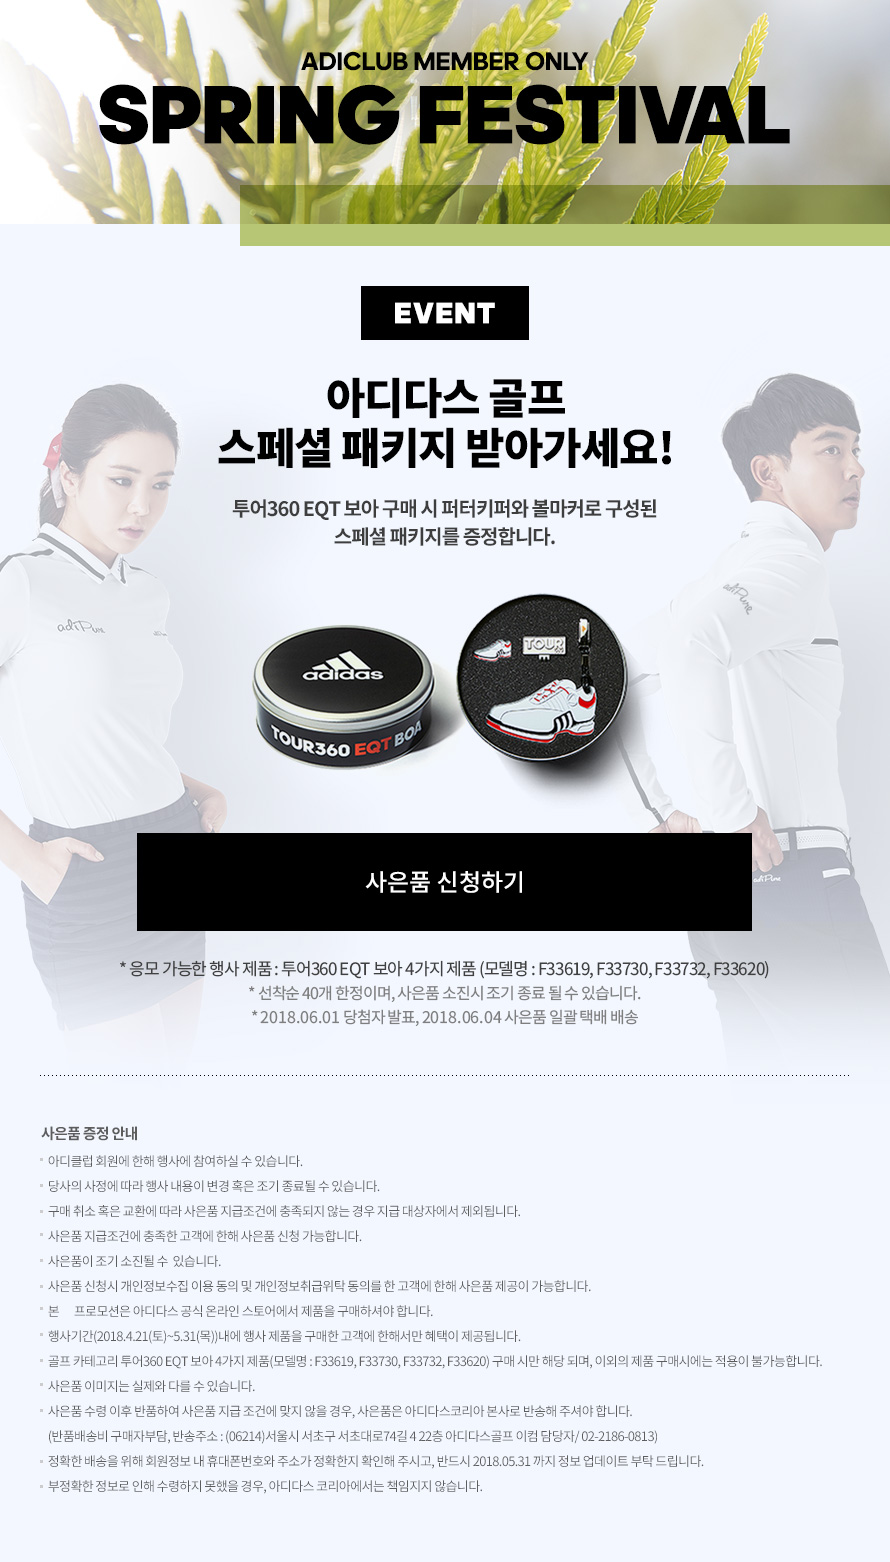 ADICLUB MEMBER ONLY
SPRING FESTIVAL
EVENT
아디다스 골프
스페셜 패키지 받아가세요!
투어360 EQT 보아 구매 시 퍼터키퍼와 볼마커로 구성된
스페셜 패키지를 증정합니다.
adiPure
adiPure
adidas
TOUR360 EQT BOA
TOUR
사은품 신청하기
adiPure
* 응모 가능한 행사 제품 : 투어360 EQT 보아 4가지 제품 (모델명 : F33619, F33730, F33732, F33620)
* 선착순 40개 한정이며, 사은품 소진시 조기 종료 될 수 있습니다.
* 2018.06.01 당첨자 발표, 2018.06.04 사은품 일괄 택배 배송
사은품 증정 안내
아디클럽 회원에 한해 행사에 참여하실 수 있습니다.
당사의 사정에 따라 행사 내용이 변경 혹은 조기 종료될 수 있습니다.
구매 취소 혹은 교환에 따라 사은품 지급조건에 충족되지 않는 경우 지급 대상자에서 제외됩니다.
사은품 지급조건에 충족한 고객에 한해 사은품 신청 가능합니다.
사은품이 조기 소진될 수 있습니다.
사은품 신청시 개인정보수집 이용 동의 및 개인정보취급위탁 동의를 한 고객에 한해 사은품 제공이 가능합니다.
본 프로모션은 아디다스 공식 온라인 스토어에서 제품을 구매하셔야 합니다.
행사기간(2018.4.21(토)~5.31(목))내에 행사 제품을 구매한 고객에 한해서만 혜택이 제공됩니다.
골프 카테고리 투어360 EQT 보아 4가지 제품(모델명 : F33619, F33730, F33732, F33620) 구매 시만 해당 되며, 이외의 제품 구매시에는 적용이 불가능합니다.
사은품 이미지는 실제와 다를 수 있습니다.
사은품 수령 이후 반품하여 사은품 지급 조건에 맞지 않을 경우, 사은품은 아디다스코리아 본사로 반송해 주셔야 합니다.
(반품배송비 구매자부담, 반송주소 : (06214)서울시 서초구 서초대로74길 4 22층 아디다스골프 이컴 담당자/ 02-2186-0813)
정확한 배송을 위해 회원정보 내 휴대폰번호와 주소가 정확한지 확인해 주시고, 반드시 2018.05.31 까지 정보 업데이트 부탁 드립니다.
부정확한 정보로 인해 수령하지 못했을 경우, 아디다스 코리아에서는 책임지지 않습니다.